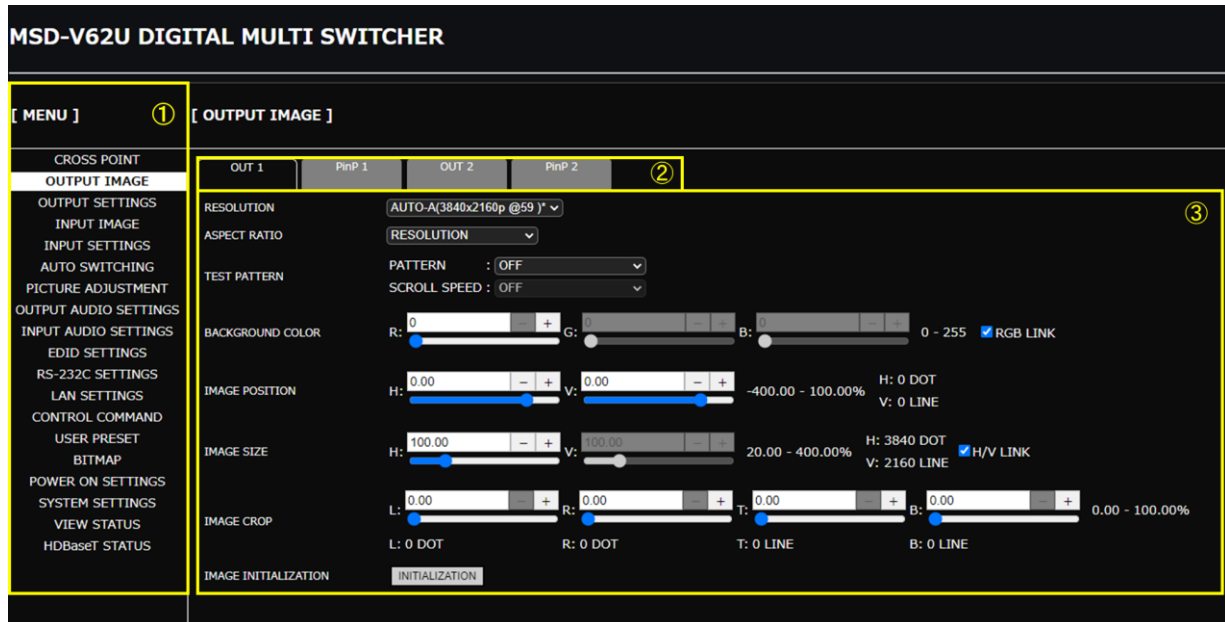 MSD-V62U DIGITAL MULTI SWITCHER
[ MENU ] ①
CROSS POINT
OUTPUT IMAGE
OUTPUT SETTINGS
INPUT IMAGE
INPUT SETTINGS
AUTO SWITCHING
PICTURE ADJUSTMENT
OUTPUT AUDIO SETTINGS
INPUT AUDIO SETTINGS
EDID SETTINGS
RS-232C SETTINGS
LAN SETTINGS
CONTROL COMMAND
USER PRESET
BITMAP
POWER ON SETTINGS
SYSTEM SETTINGS
VIEW STATUS
HDBaseT STATUS
[ OUTPUT IMAGE ]
OUT 1 PinP 1 OUT 2 PinP 2 ②
③
RESOLUTION AUTO-A(3840x2160p @59 )*
ASPECT RATIO RESOLUTION
TEST PATTERN
PATTERN : OFF
SCROLL SPEED : OFF
BACKGROUND COLOR R: 0 − + G: 0 − + B: 0 − + 0 - 255 RGB LINK
IMAGE POSITION H: 0.00 − + V: 0.00 − + -400.00 - 100.00%
H: 0 DOT
V: 0 LINE
IMAGE SIZE H: 100.00 − + V: 100.00 − + 20.00 - 400.00%
H: 3840 DOT
V: 2160 LINE
H/V LINK
IMAGE CROP L: 0.00 − + R: 0.00 − + T: 0.00 − + B: 0.00 − + 0.00 - 100.00%
L: 0 DOT R: 0 DOT T: 0 LINE B: 0 LINE
IMAGE INITIALIZATION INITIALIZATION